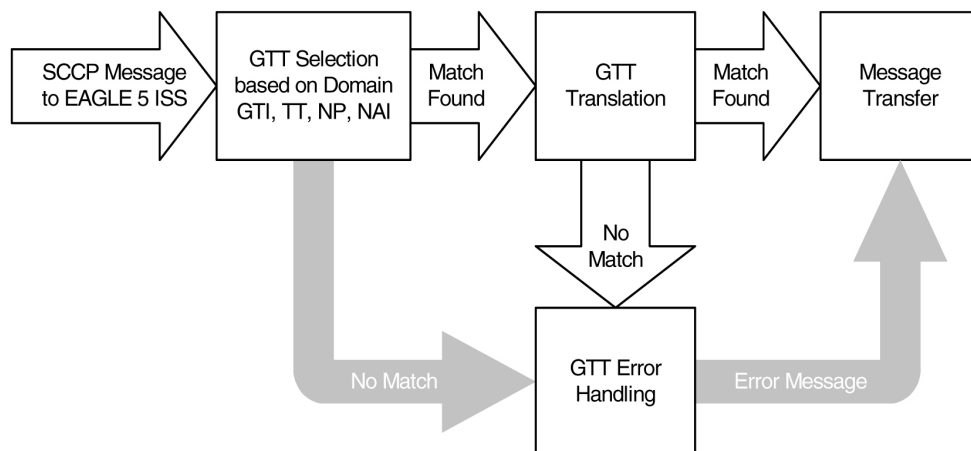 SCCP Message
to EAGLE 5 ISS
GTT Selection
based on Domain
GTI, TT, NP, NAI
Match
Found
GTT
Translation
Match
Found
Message
Transfer
No
Match
No Match
GTT Error
Handling
Error Message